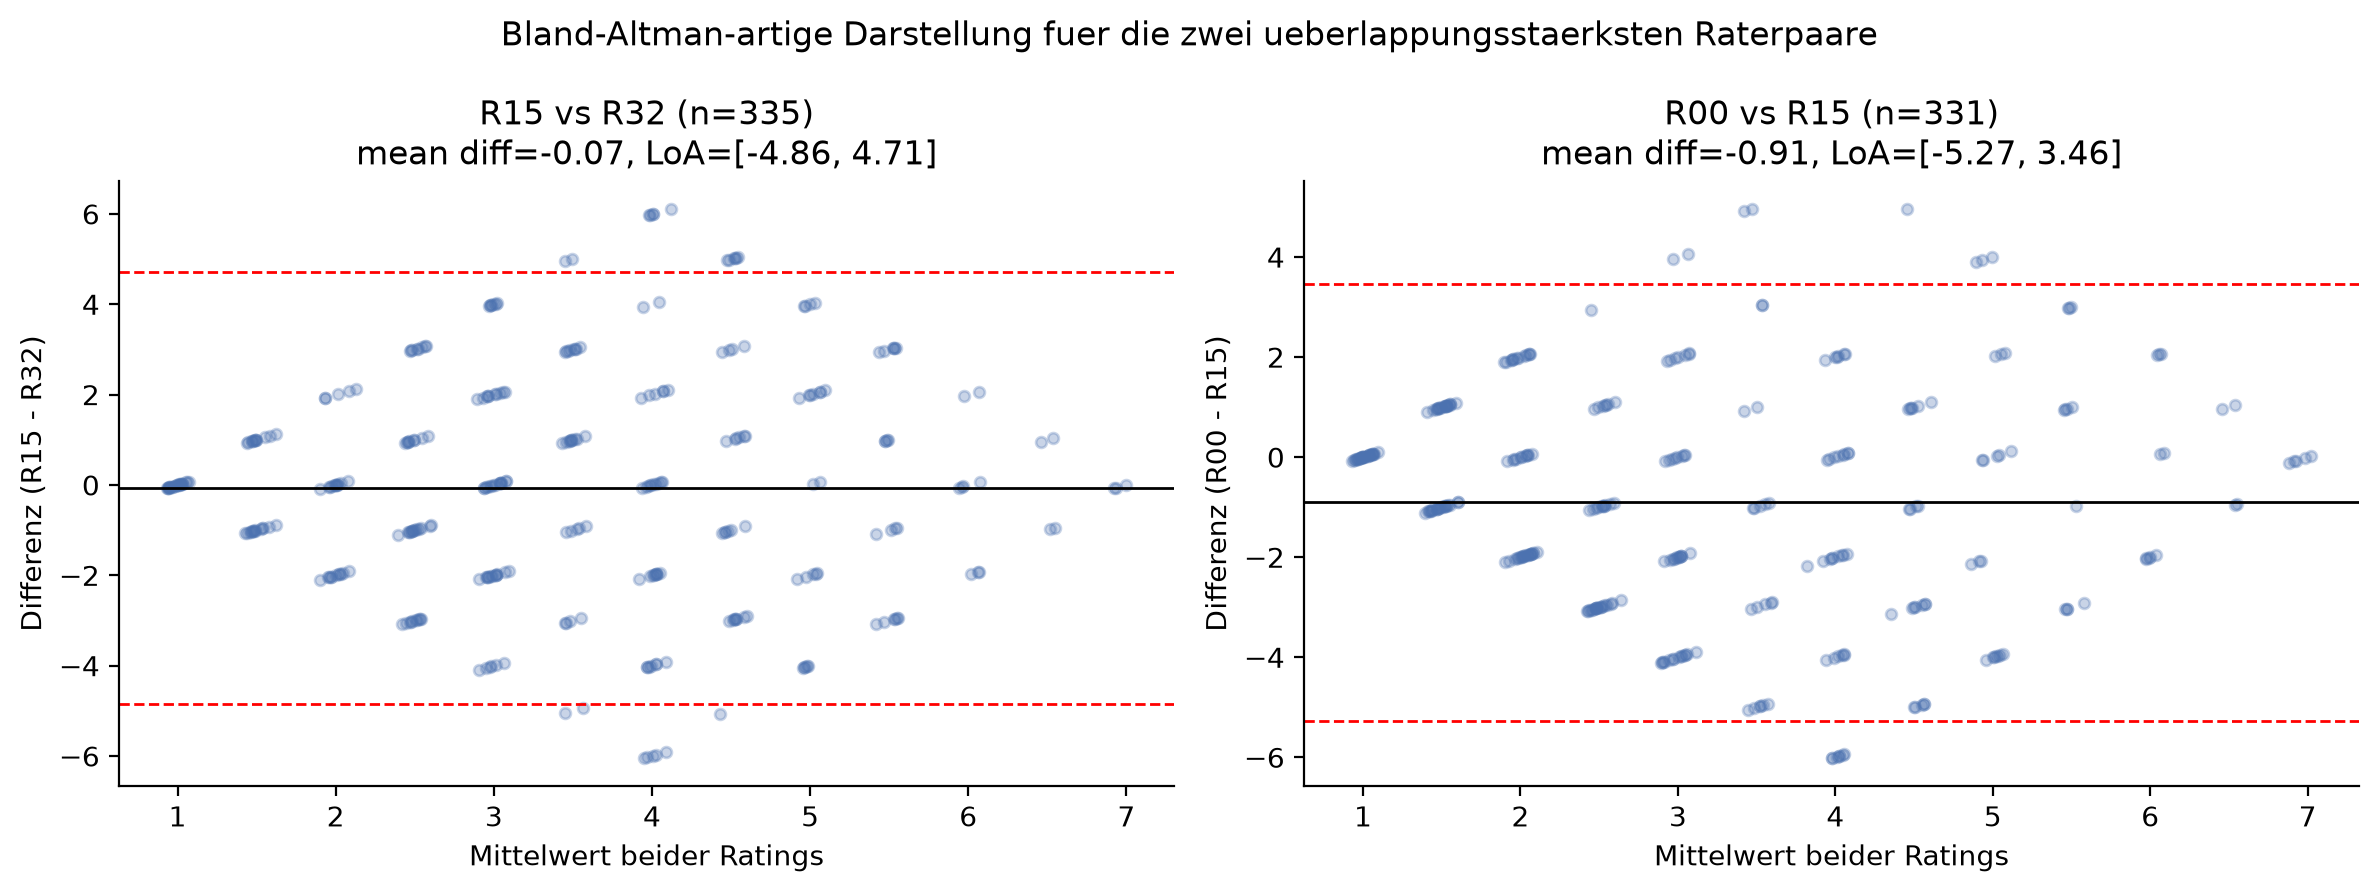 Bland-Altman-artige Darstellung fuer die zwei ueberlappungsstaerksten Raterpaare
R15 vs R32 (n=335)
mean diff=-0.07, LoA=[-4.86, 4.71]
Differenz (R15 - R32)
6
4
2
0
−2
−4
−6
1 2 3 4 5 6 7
Mittelwert beider Ratings
R00 vs R15 (n=331)
mean diff=-0.91, LoA=[-5.27, 3.46]
Differenz (R00 - R15)
4
2
0
−2
−4
−6
1 2 3 4 5 6 7
Mittelwert beider Ratings